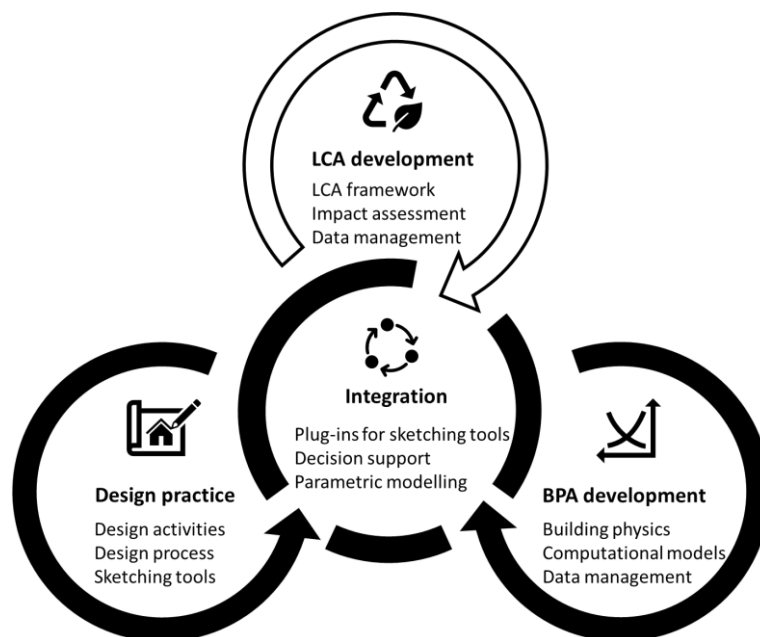 LCA development
LCA framework
Impact assessment
Data management
Integration
Plug-ins for sketching tools
Decision support
Parametric modelling
Design practice
Design activities
Design process
Sketching tools
BPA development
Building physics
Computational models
Data management